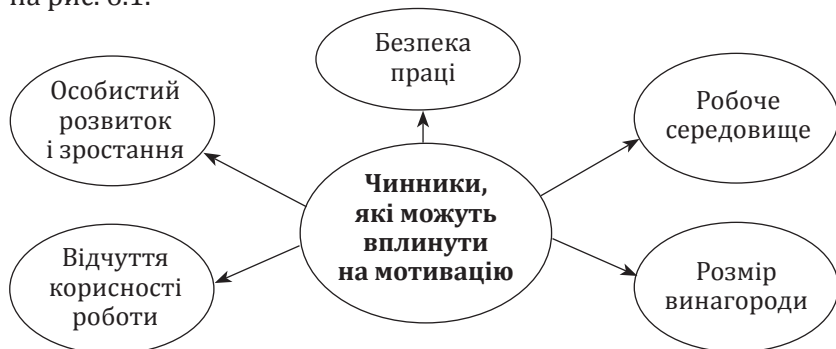 на рис. 6.1.
Безпека
праці
Особистий
розвиток
і зростання
Робоче
середовище
Чинники,
які можуть
вплинути
на мотивацію
Відчуття
корисності
роботи
Розмір
винагороди